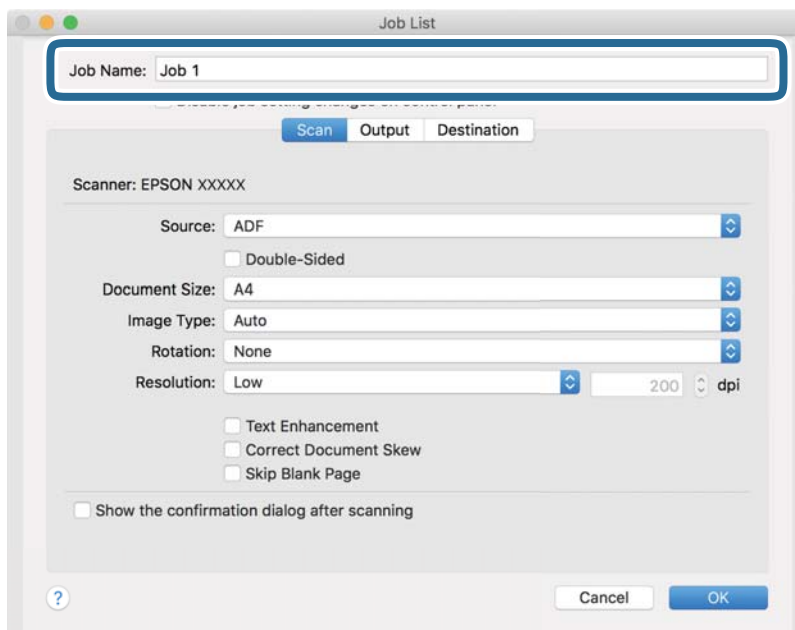 Job List
Job Name: Job 1
Scan Output Destination
Scanner: EPSON XXXXX
Source: ADF
Double-Sided
Document Size: A4
Image Type: Auto
Rotation: None
Resolution: Low 200 dpi
Text Enhancement
Correct Document Skew
Skip Blank Page
Show the confirmation dialog after scanning
? Cancel OK